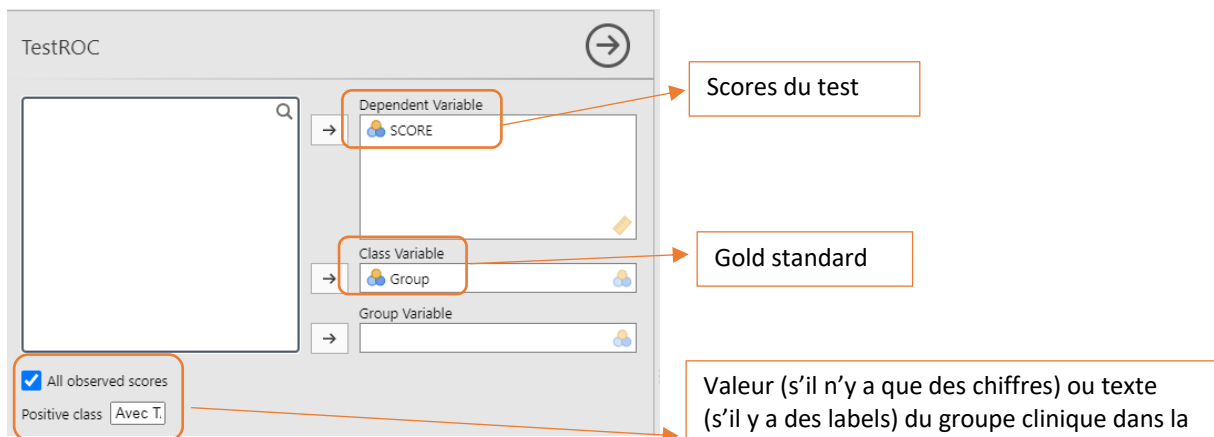 TestROC
Scores du test
Dependent Variable
SCORE
Class Variable
Gold standard
Group
Group Variable
All observed scores
Positive class Avec T.
Valeur (s'il n'y a que des chiffres) ou texte
(s'il y a des labels) du groupe clinique dans la